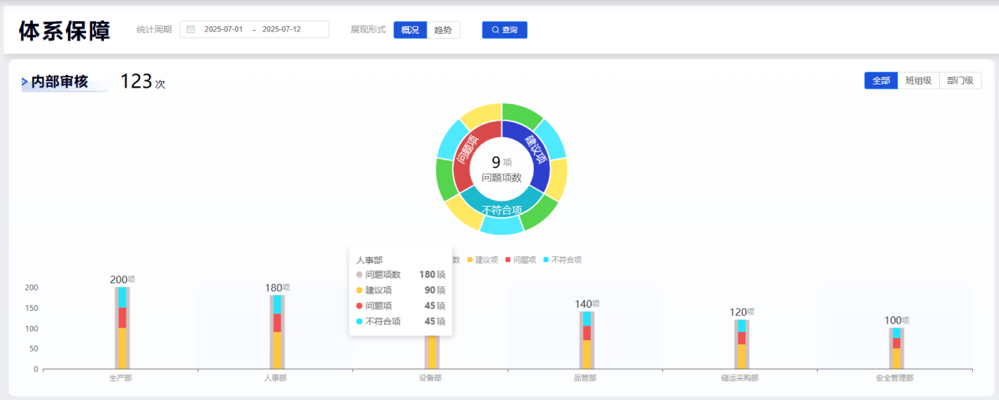 体系保障
统计周期 2025-07-01 - 2025-07-12 展现形式 概况 趋势 查询
内部审核 123 次 全部 班组级 部门级
问题项 建议项
9 项
问题项数
不符合项
数 建议项 问题项 不符合项
人事部
问题项数 180 项
建议项 90 项
问题项 45 项
不符合项 45 项
200项
180项
140项
120项
100项
200
150
100
50
0
生产部 人事部 设备部 品管部 储运采购部 安全管理部